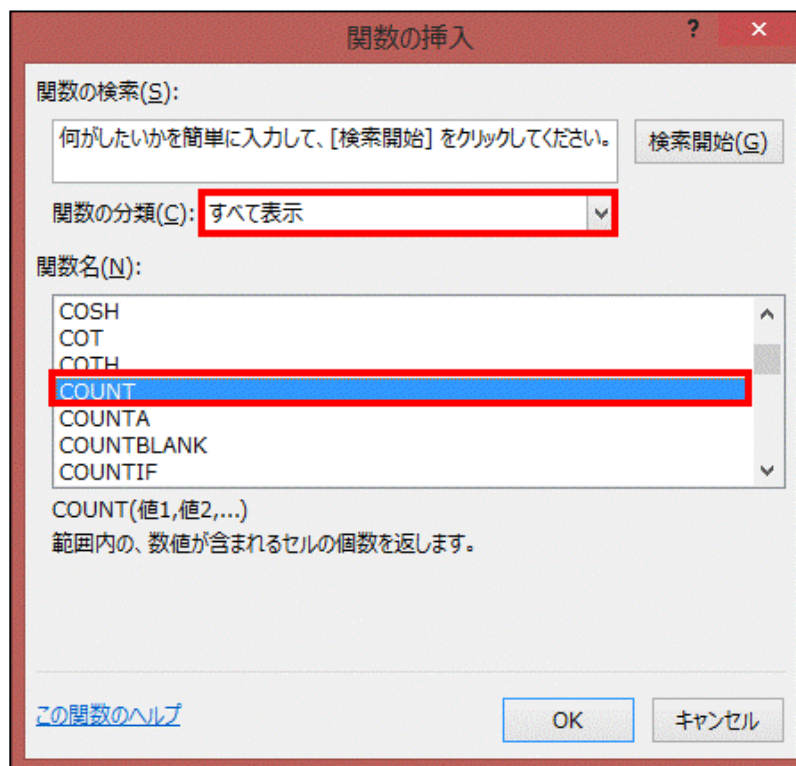 関数の挿入
?
×
関数の検索(S):
何がしたいかを簡単に入力して、[検索開始] をクリックしてください。
検索開始(G)
関数の分類(C):
すべて表示
関数名(N):
COSH
COT
COTH
COUNT
COUNTA
COUNTBLANK
COUNTIF
COUNT(値1,値2,...)
範囲内の、数値が含まれるセルの個数を返します。
この関数のヘルプ
OK
キャンセル